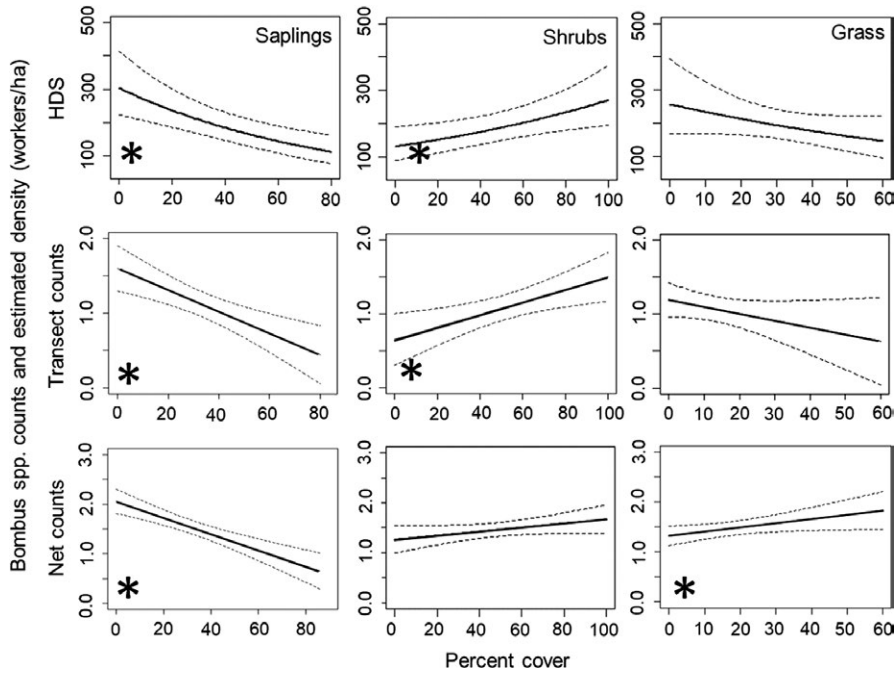 Bombus spp. counts and estimated density (workers/ha)
HDS
500
300
100
Saplings
*
0 20 40 60 80
Shrubs
*
0 20 40 60 80 100
500
300
100
Grass
0 10 20 30 40 50 60
Transect counts
2.0
1.0
0.0
*
0 20 40 60 80
2.0
1.0
0.0
*
0 20 40 60 80 100
2.0
1.0
0.0
0 10 20 30 40 50 60
Net counts
3.0
2.0
1.0
0.0
*
0 20 40 60 80
3.0
2.0
1.0
0.0
0 20 40 60 80 100
3.0
2.0
1.0
0.0
*
0 10 20 30 40 50 60
Percent cover